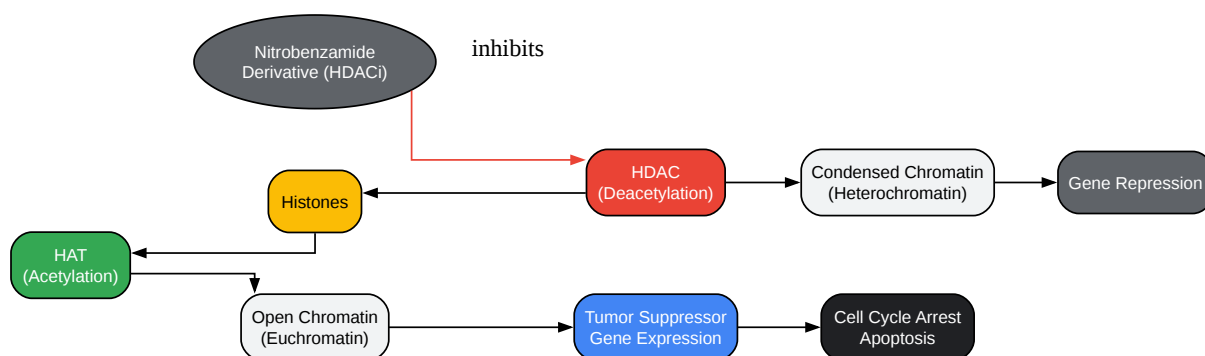 Nitrobenzamide
Derivative (HDACi)
inhibits
HDAC
(Deacetylation)
Condensed Chromatin
(Heterochromatin)
Gene Repression
Histones
HAT
(Acetylation)
Open Chromatin
(Euchromatin)
Tumor Suppressor
Gene Expression
Cell Cycle Arrest
Apoptosis